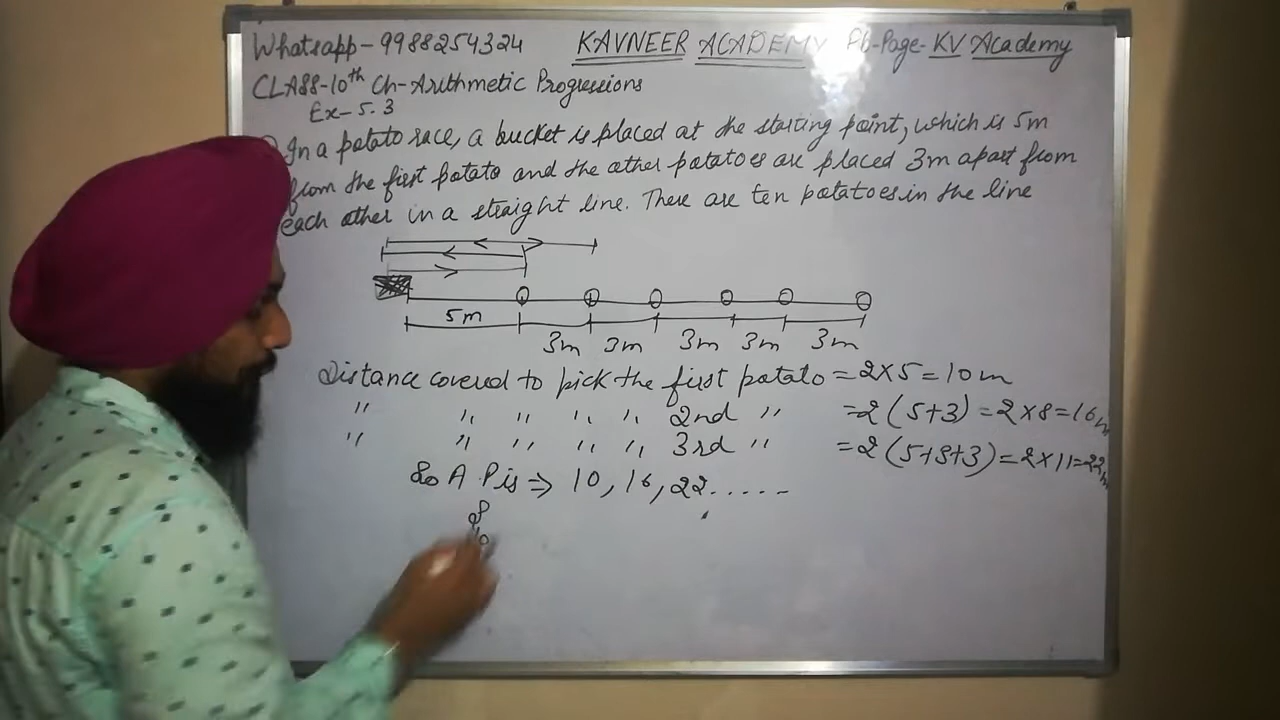 Whatsapp-9988254324 KAVNEER ACADEMY Fb-Page-KV Academy
CLASS-10th Ch-Arithmetic Progressions
Ex-5.3
In a potato race, a bucket is placed at the starting point, which is 5m
from the first potato and the other potatoes are placed 3m apart from
each other in a straight line. There are ten potatoes in the line
5m 3m 3m 3m 3m 3m
Distance covered to pick the first potato = 2×5 = 10m
" " " " " 2nd " = 2(5+3) = 2×8 = 16m
" " " " " 3rd " = 2(5+3+3) = 2×11 = 22m
So A P is ⇒ 10, 16, 22.....